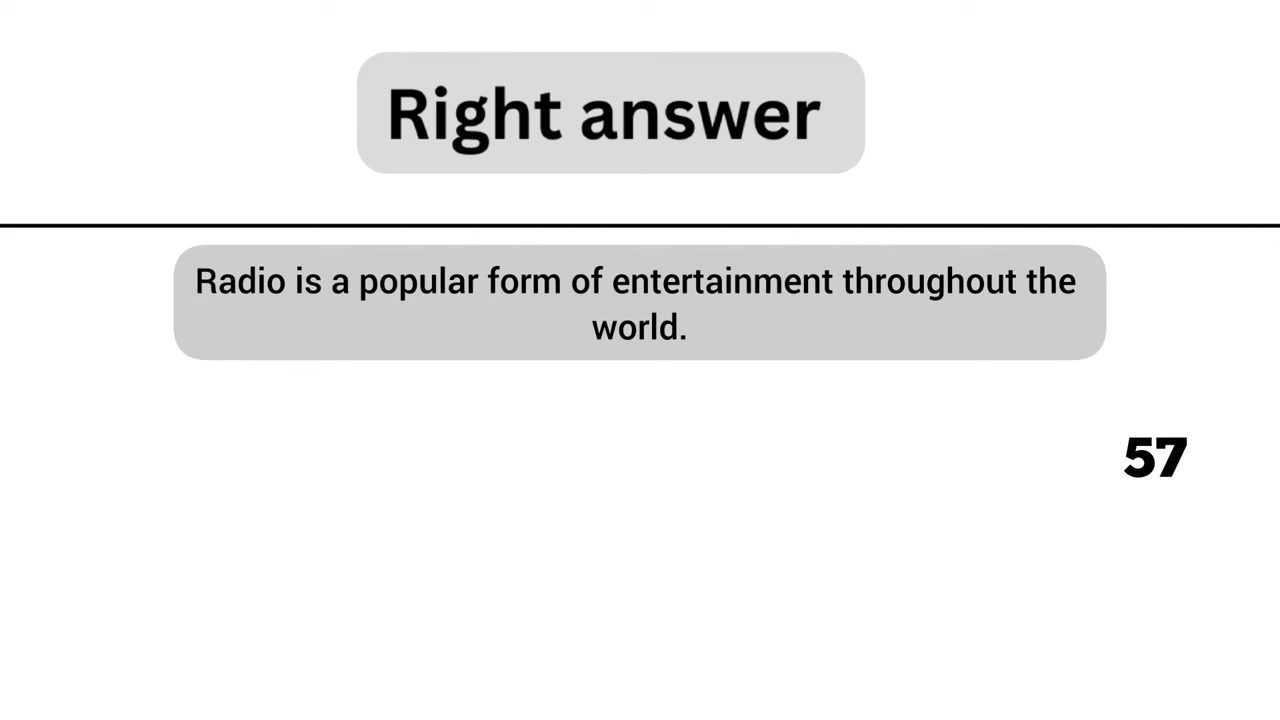 Right answer
Radio is a popular form of entertainment throughout the
world.
57